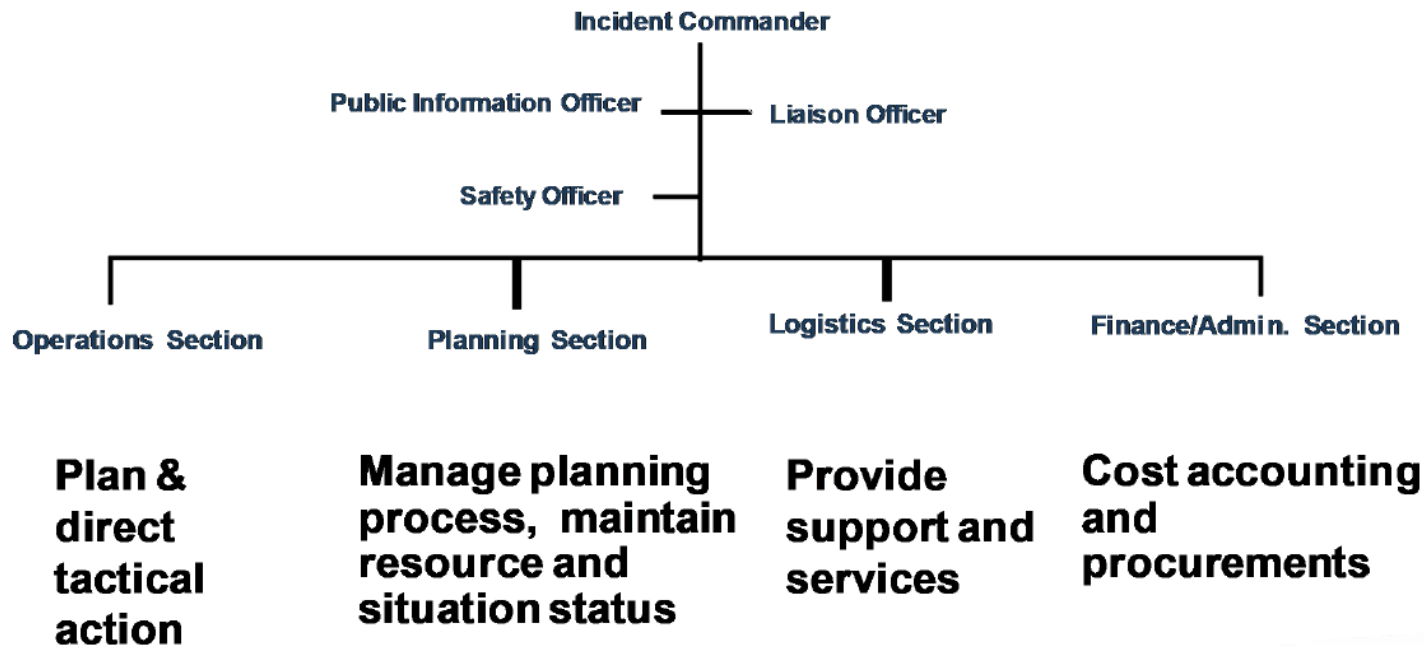 Incident Commander
Public Information Officer
Liaison Officer
Safety Officer
Operations Section
Planning Section
Logistics Section
Finance/Admin. Section
Plan &
direct
tactical
action
Manage planning
process, maintain
resource and
situation status
Provide
support and
services
Cost accounting
and
procurements